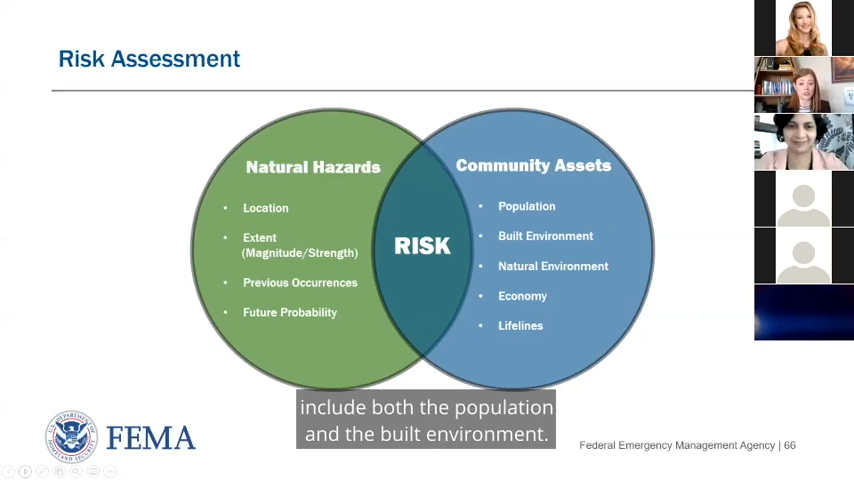 Risk Assessment
Natural Hazards
• Location
• Extent
(Magnitude/Strength)
• Previous Occurrences
• Future Probability
RISK
Community Assets
• Population
• Built Environment
• Natural Environment
• Economy
• Lifelines
include both the population
and the built environment.
FEMA
Federal Emergency Management Agency | 66